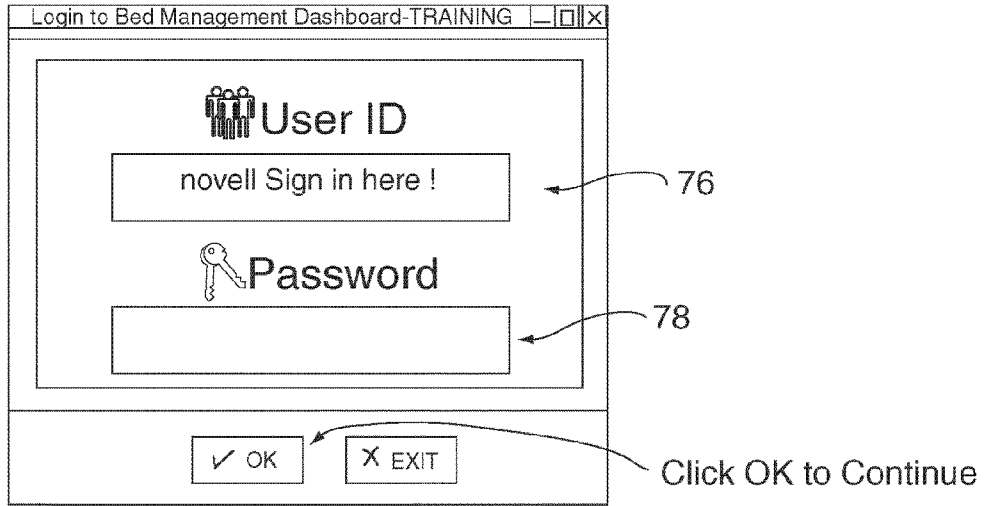 Login to Bed Management Dashboard-TRAINING
User ID
novell Sign in here !
76
Password
78
OK
EXIT
Click OK to Continue